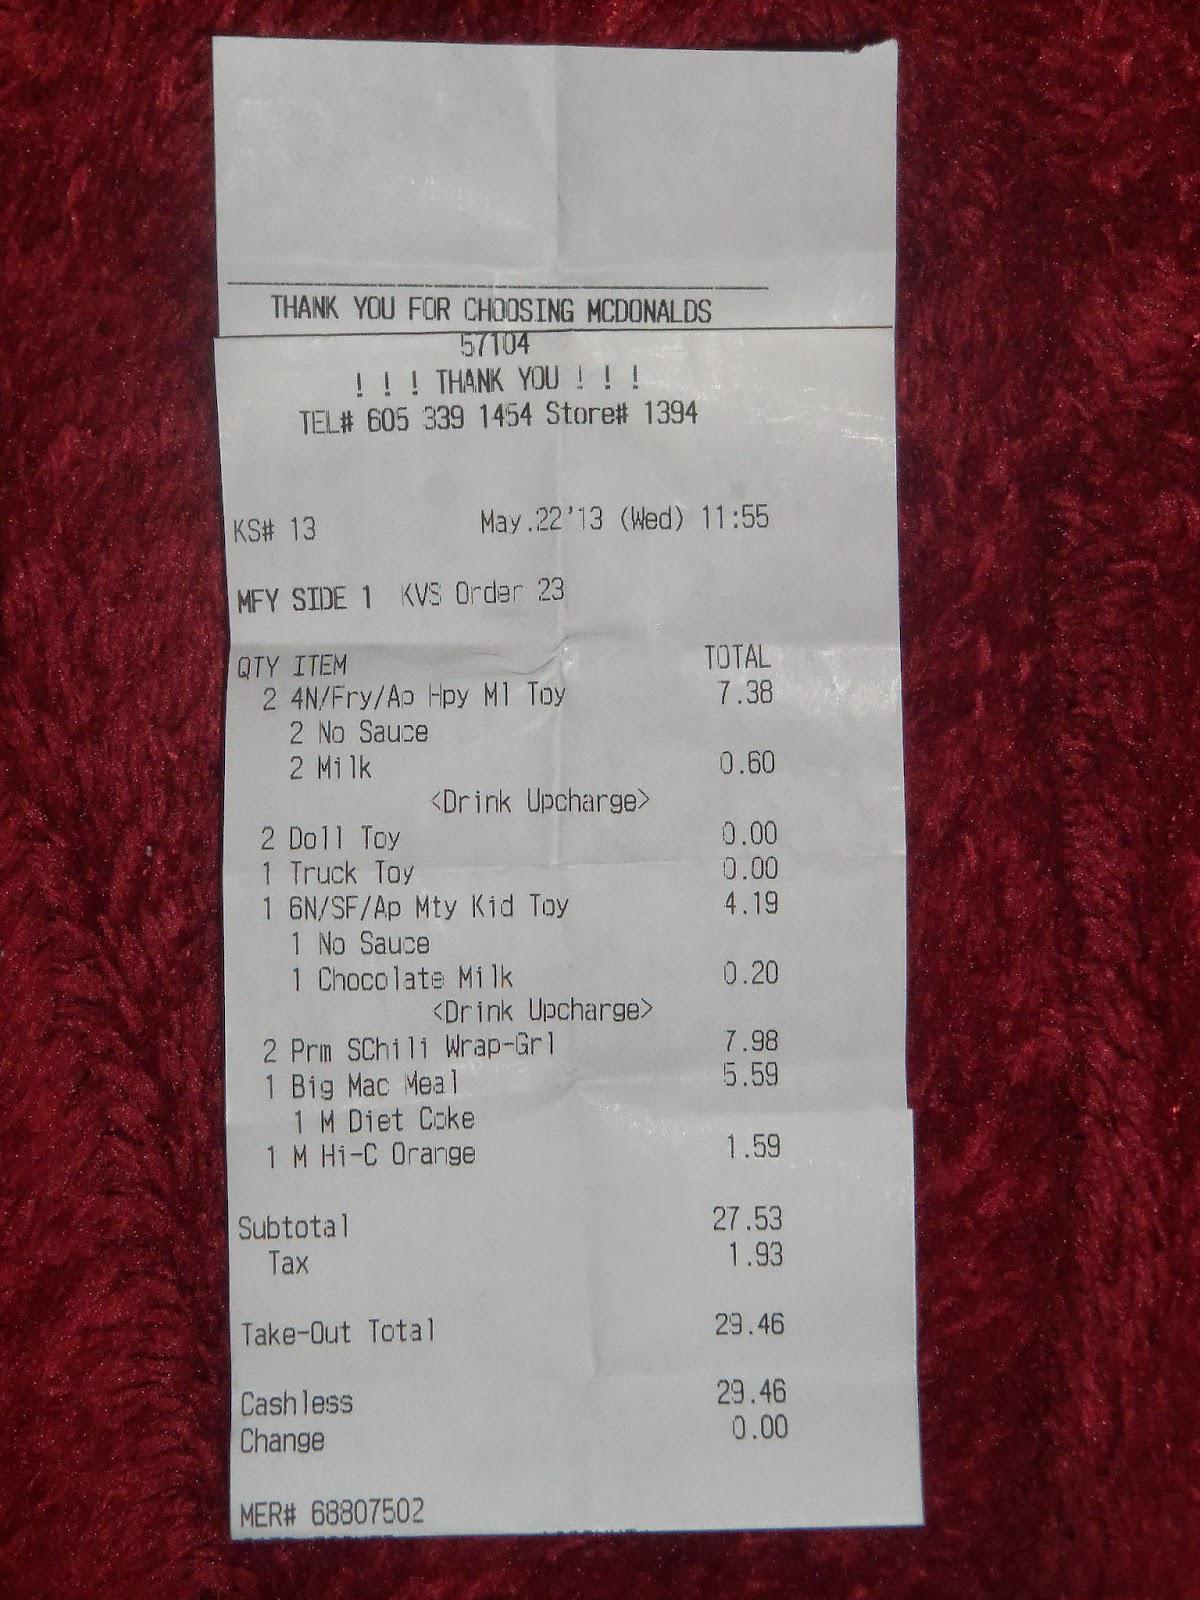 THANK YOU FOR CHOOSING MCDONALDS
57104
! ! ! THANK YOU ! ! !
TEL# 605 339 1454 Store# 1394
KS# 13 May.22'13 (Wed) 11:55
MFY SIDE 1 KVS Order 23
QTY ITEM TOTAL
2 4N/Fry/Ap Hpy Ml Toy 7.38
2 No Sauce
2 Milk 0.60
<Drink Upcharge>
2 Doll Toy 0.00
1 Truck Toy 0.00
1 6N/SF/Ap Mty Kid Toy 4.19
1 No Sauce
1 Chocolate Milk 0.20
<Drink Upcharge>
2 Prm SChili Wrap-Grl 7.98
1 Big Mac Meal 5.59
1 M Diet Coke
1 M Hi-C Orange 1.59
Subtotal 27.53
Tax 1.93
Take-Out Total 29.46
Cashless 29.46
Change 0.00
MER# 68807502